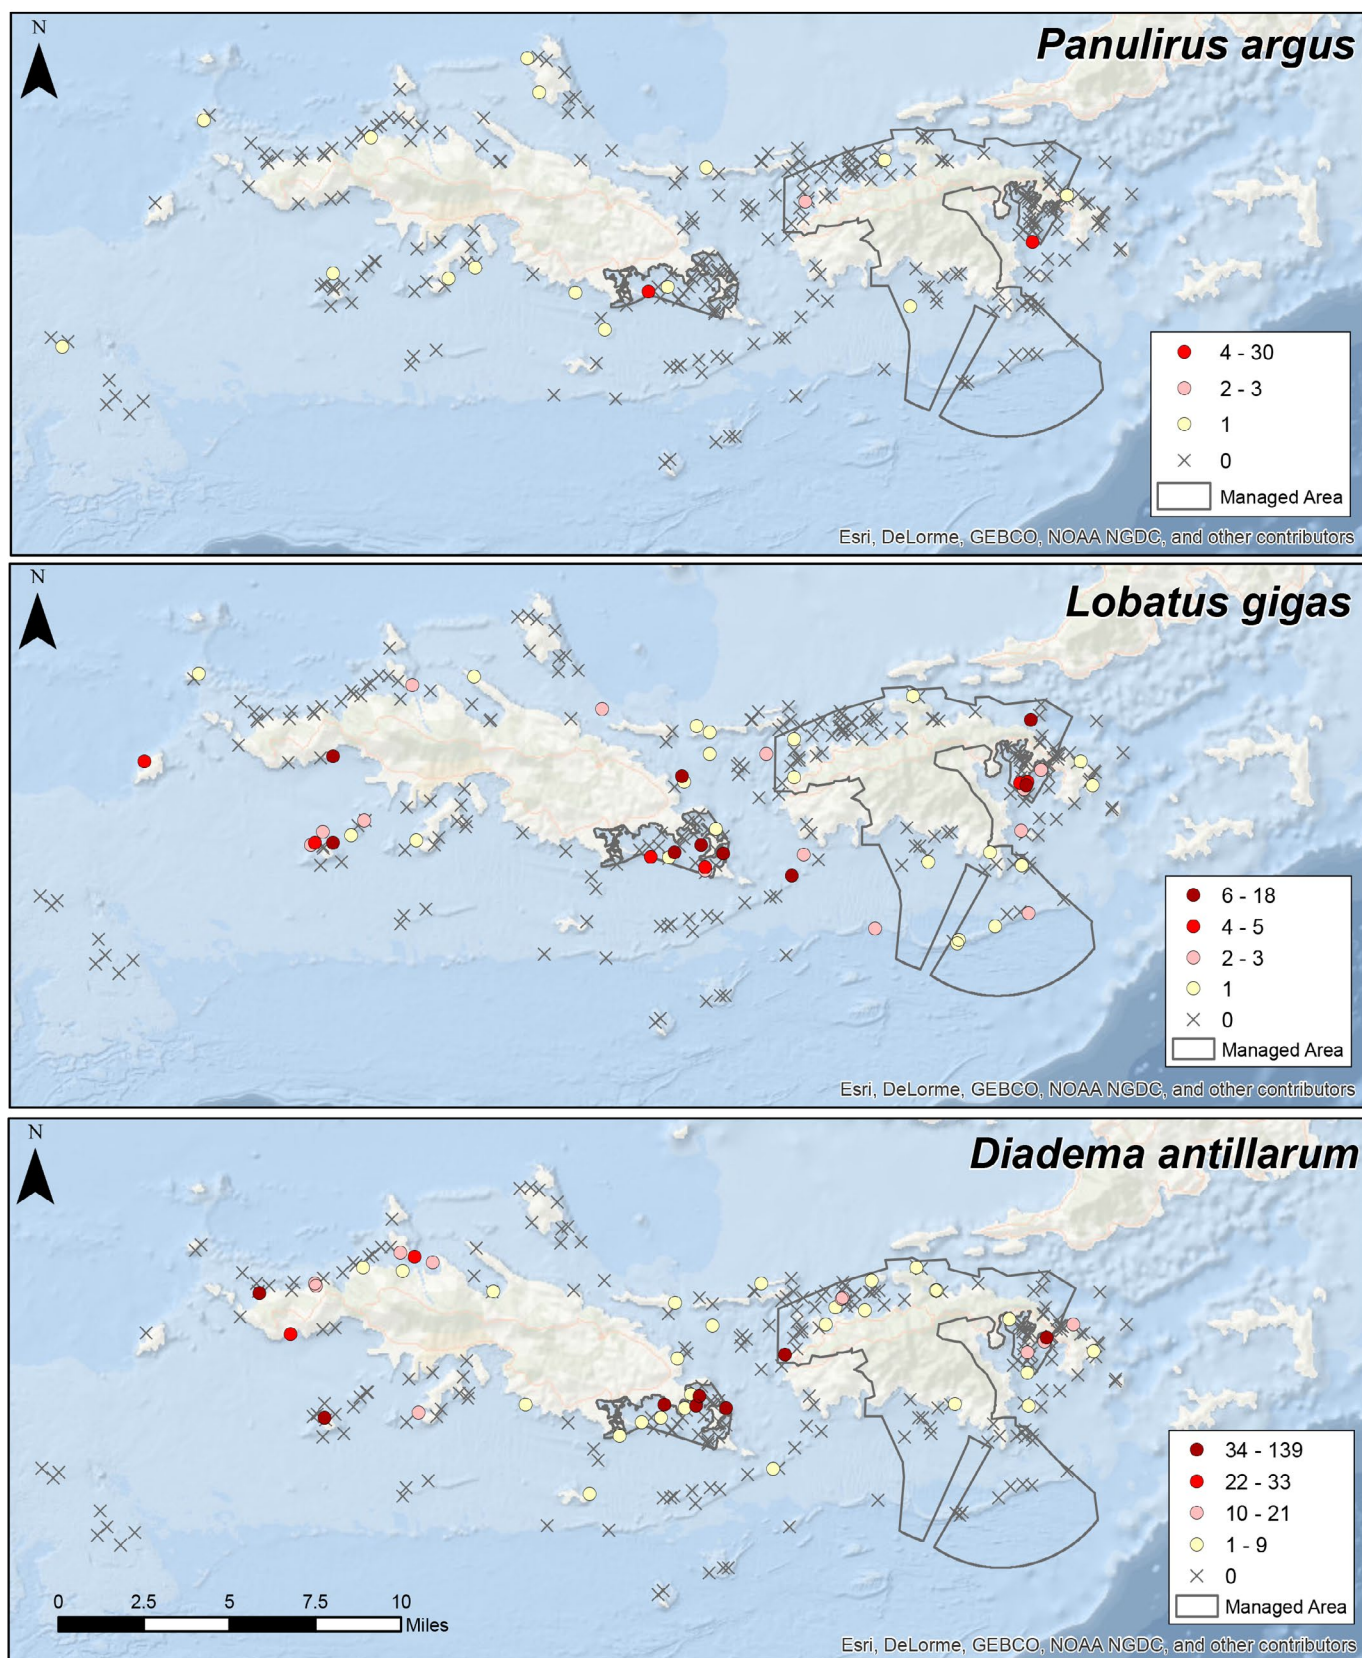 N
Panulirus argus
4 - 30
2 - 3
1
0
Managed Area
Esri, DeLorme, GEBCO, NOAA NGDC, and other contributors
N
Lobatus gigas
6 - 18
4 - 5
2 - 3
1
0
Managed Area
Esri, DeLorme, GEBCO, NOAA NGDC, and other contributors
N
Diadema antillarum
34 - 139
22 - 33
10 - 21
1 - 9
0
Managed Area
0 2.5 5 7.5 10
Miles
Esri, DeLorme, GEBCO, NOAA NGDC, and other contributors